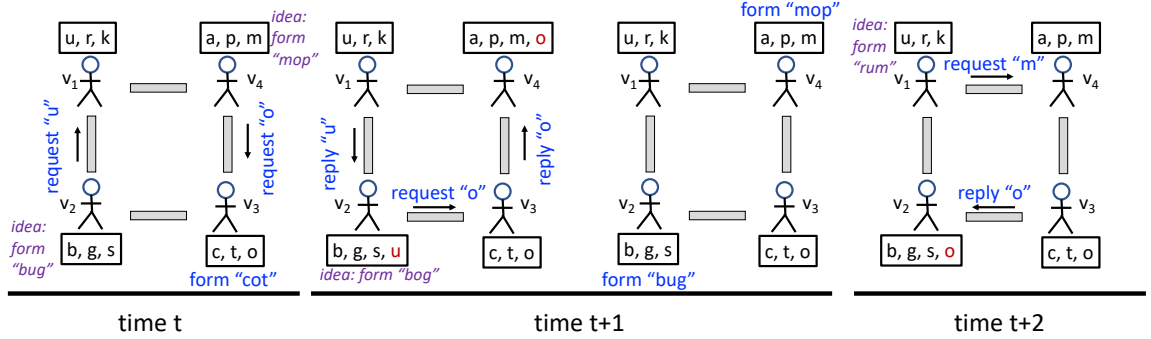 u, r, k
a, p, m
idea:
form
"mop"
v1
v4
request "u"
request "o"
v2
v3
idea:
form
"bug"
b, g, s
c, t, o
form "cot"
time t
u, r, k
a, p, m, o
v1
v4
reply "u"
request "o"
reply "o"
v2
v3
b, g, s, u
idea: form "bog"
c, t, o
form "mop"
u, r, k
a, p, m
v1
v4
v2
v3
b, g, s
c, t, o
form "bug"
time t+1
idea:
form
"rum"
u, r, k
a, p, m
request "m"
v1
v4
reply "o"
v2
v3
b, g, s, o
c, t, o
time t+2